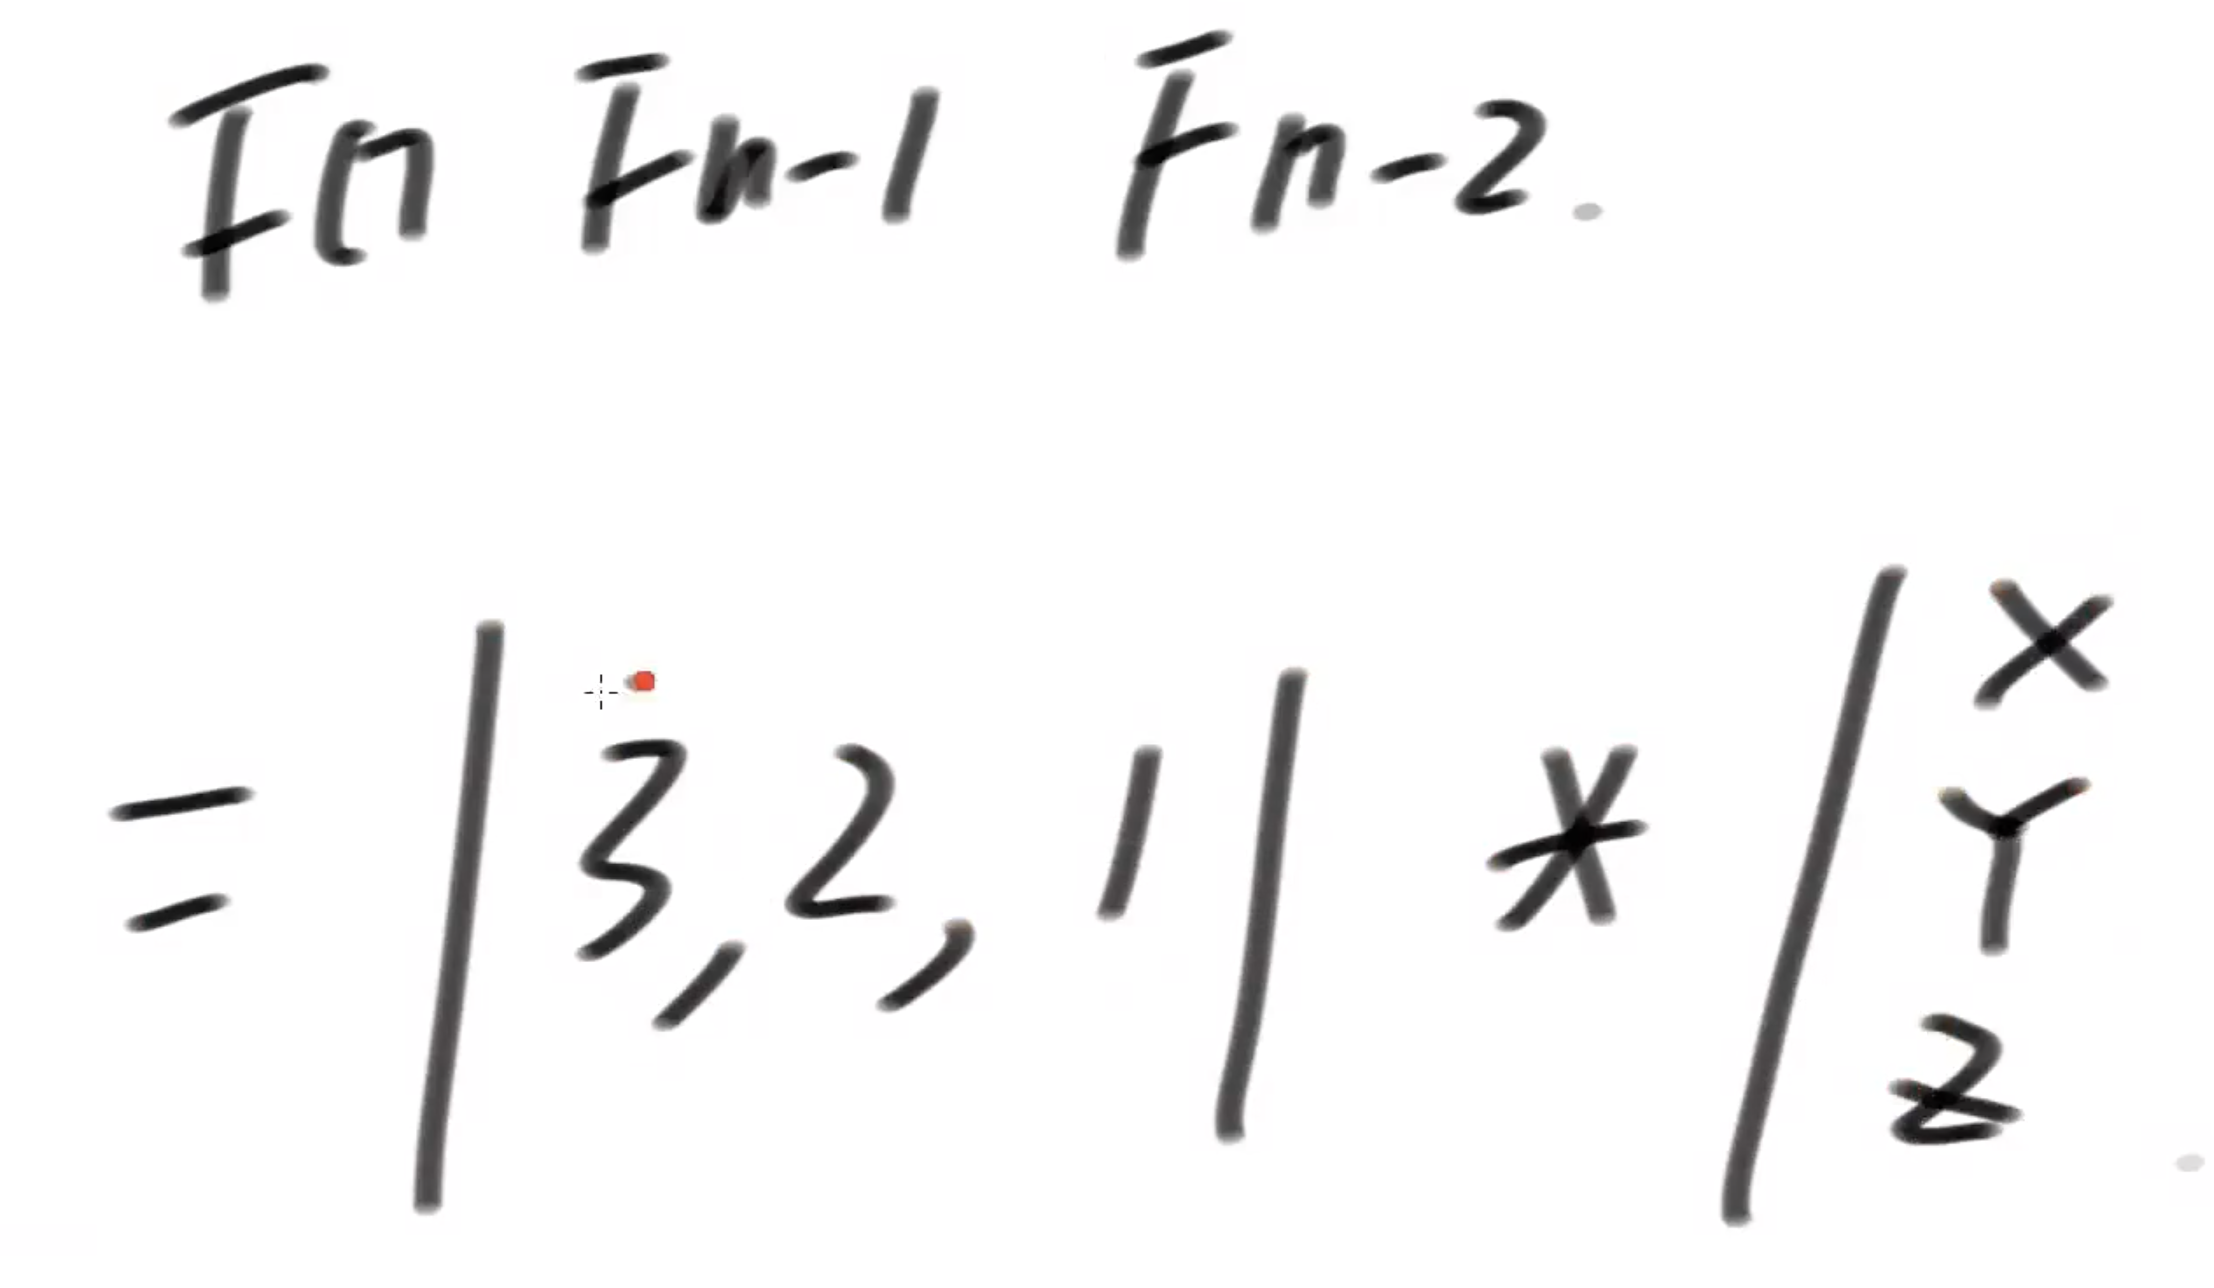 Fn Fn-1 Fn-2.
= | 3, 2, 1 | * | X
Y
Z